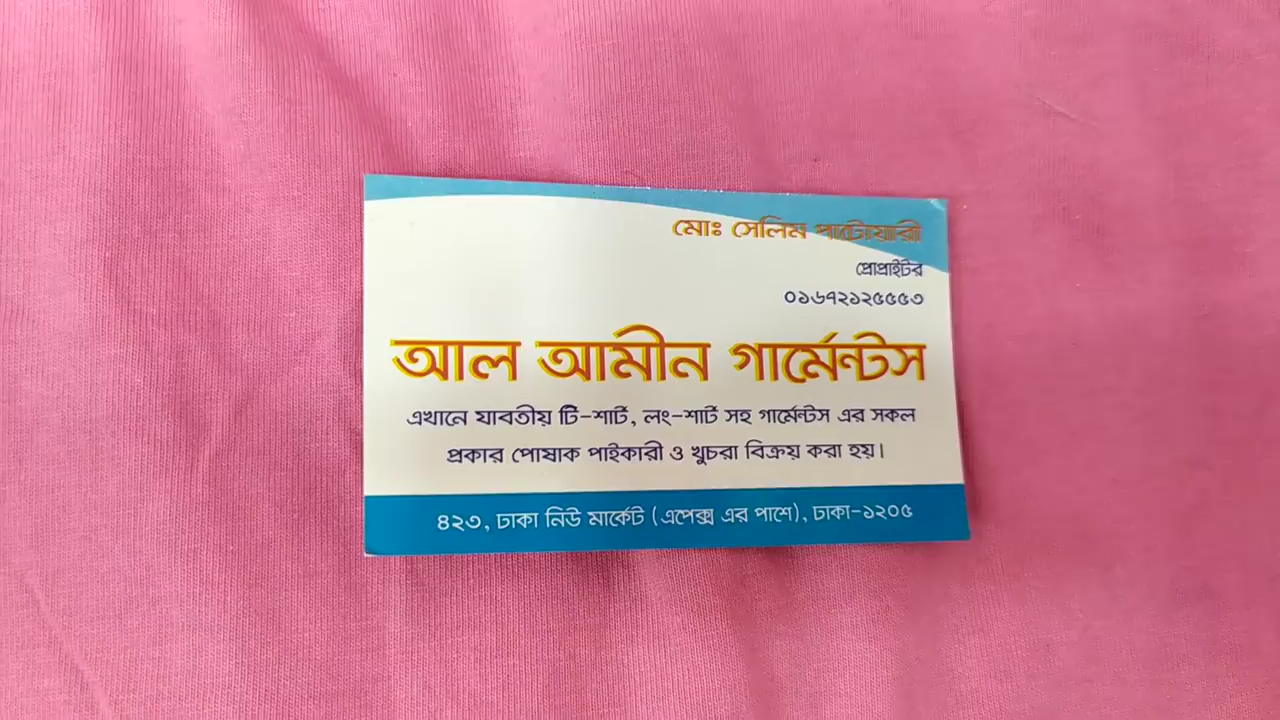 মোঃ সেলিম পাটোয়ারী
প্রোপ্রাইটর
০১৬৭২১২৫৫৫৩
আল আমীন গার্মেন্টস
এখানে যাবতীয় টি-শার্ট, লং-শার্ট সহ গার্মেন্টস এর সকল
প্রকার পোষাক পাইকারী ও খুচরা বিক্রয় করা হয়।
৪২৩, ঢাকা নিউ মার্কেট (এপেক্স এর পাশে), ঢাকা-১২০৫